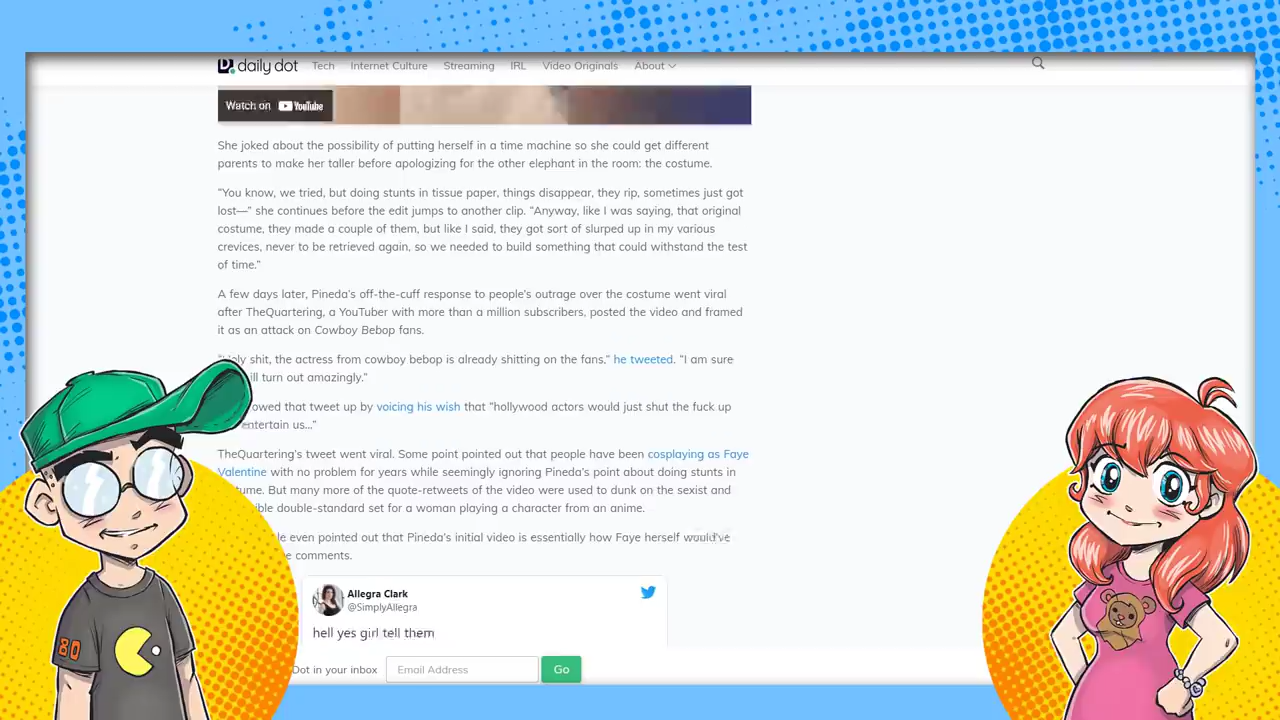 daily dot Tech Internet Culture Streaming IRL Video Originals About
Watch on YouTube
She joked about the possibility of putting herself in a time machine so she could get different
parents to make her taller before apologizing for the other elephant in the room: the costume.
“You know, we tried, but doing stunts in tissue paper, things disappear, they rip, sometimes just got
lost—” she continues before the edit jumps to another clip. “Anyway, like I was saying, that original
costume, they made a couple of them, but like I said, they got sort of slurped up in my various
crevices, never to be retrieved again, so we needed to build something that could withstand the test
of time.”
A few days later, Pineda's off-the-cuff response to people's outrage over the costume went viral
after TheQuartering, a YouTuber with more than a million subscribers, posted the video and framed
it as an attack on Cowboy Bebop fans.
shit, the actress from cowboy bebop is already shitting on the fans.” he tweeted. “I am sure
turn out amazingly.”
that tweet up by voicing his wish that “hollywood actors would just shut the fuck up
entertain us…”
TheQuartering's tweet went viral. Some point pointed out that people have been cosplaying as Faye
Valentine with no problem for years while seemingly ignoring Pineda's point about doing stunts in
costume. But many more of the quote-retweets of the video were used to dunk on the sexist and
double-standard set for a woman playing a character from an anime.
even pointed out that Pineda's initial video is essentially how Faye herself would've
comments.
Allegra Clark
@SimplyAllegra
hell yes girl tell them
Dot in your inbox Email Address Go
80